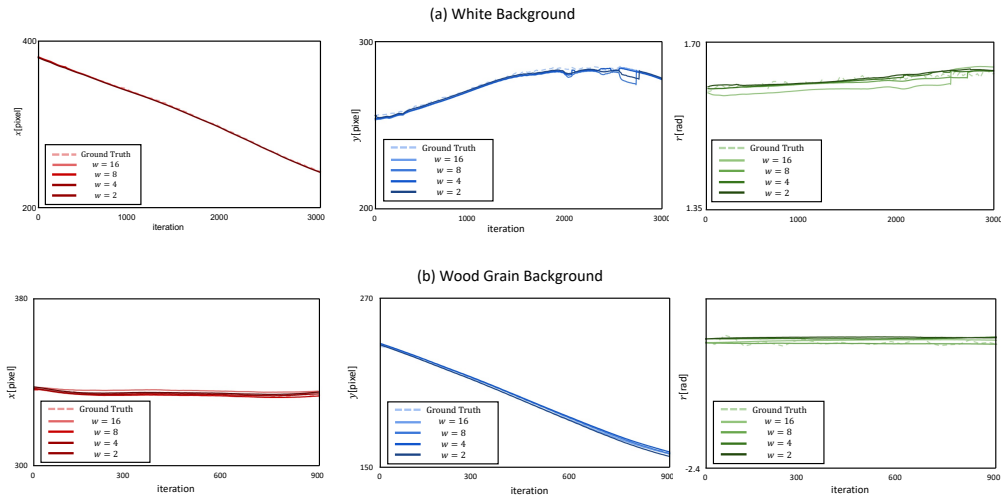 (a) White Background
400
x[pixel]
Ground Truth
w = 16
w = 8
w = 4
w = 2
200
0
1000
2000
3000
iteration
300
y[pixel]
Ground Truth
w = 16
w = 8
w = 4
w = 2
200
0
1000
2000
3000
iteration
1.70
r[rad]
Ground Truth
w = 16
w = 8
w = 4
w = 2
1.35
0
1000
2000
3000
iteration
(b) Wood Grain Background
380
x[pixel]
Ground Truth
w = 16
w = 8
w = 4
w = 2
300
0
300
600
900
iteration
270
y[pixel]
Ground Truth
w = 16
w = 8
w = 4
w = 2
150
0
300
600
900
iteration
r[rad]
Ground Truth
w = 16
w = 8
w = 4
w = 2
-2.4
0
300
600
900
iteration